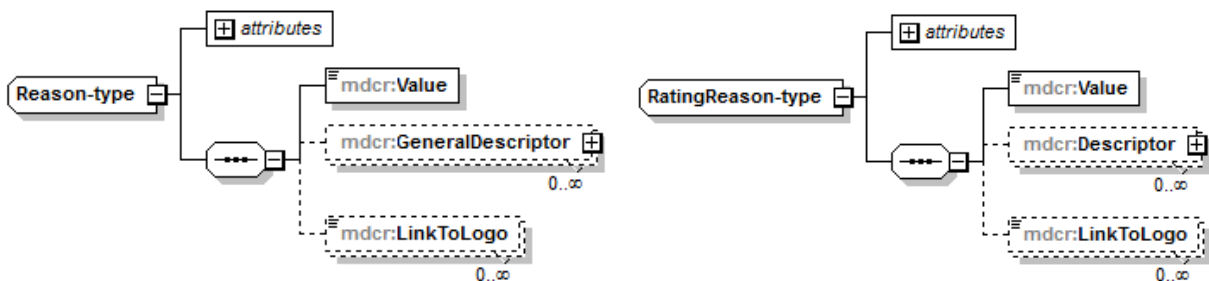 attributes
Reason-type
mdcr:Value
mdcr:GeneralDescriptor
0..∞
mdcr:LinkToLogo
0..∞
attributes
RatingReason-type
mdcr:Value
mdcr:Descriptor
0..∞
mdcr:LinkToLogo
0..∞